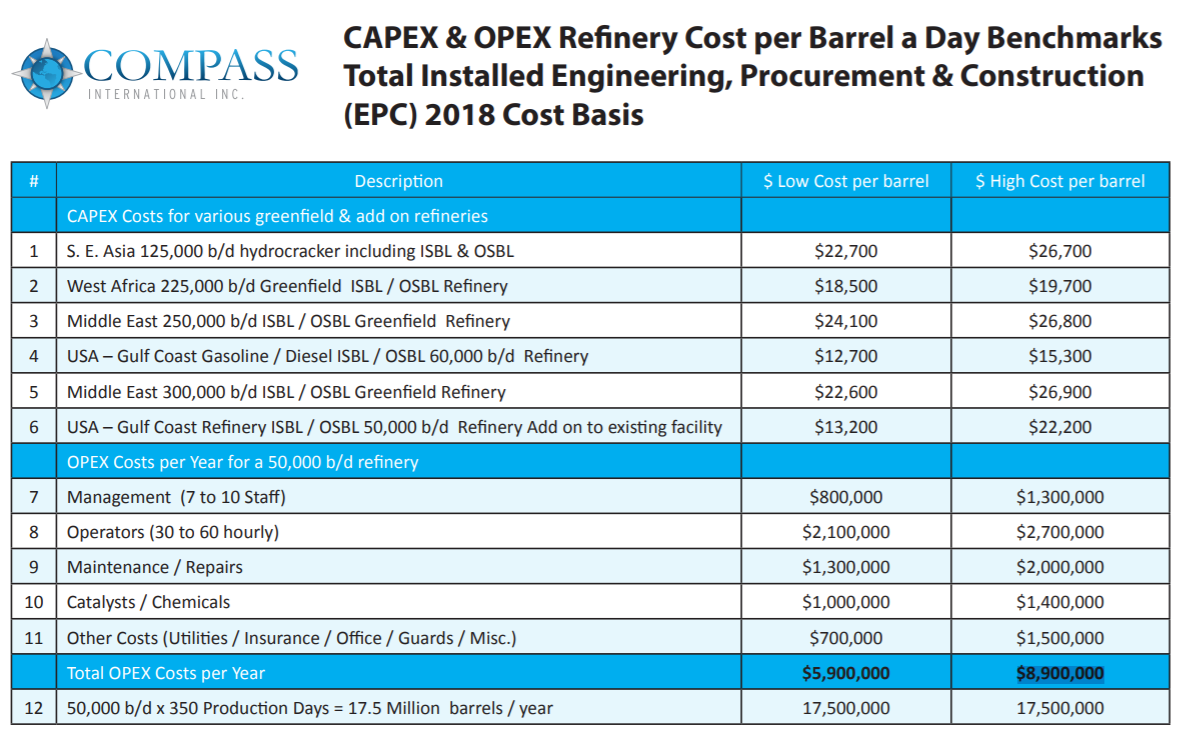 COMPASS
INTERNATIONAL INC.
CAPEX & OPEX Refinery Cost per Barrel a Day Benchmarks
Total Installed Engineering, Procurement & Construction
(EPC) 2018 Cost Basis
# Description $ Low Cost per barrel $ High Cost per barrel
CAPEX Costs for various greenfield & add on refineries
1 S. E. Asia 125,000 b/d hydrocracker including ISBL & OSBL $22,700 $26,700
2 West Africa 225,000 b/d Greenfield ISBL / OSBL Refinery $18,500 $19,700
3 Middle East 250,000 b/d ISBL / OSBL Greenfield Refinery $24,100 $26,800
4 USA – Gulf Coast Gasoline / Diesel ISBL / OSBL 60,000 b/d Refinery $12,700 $15,300
5 Middle East 300,000 b/d ISBL / OSBL Greenfield Refinery $22,600 $26,900
6 USA – Gulf Coast Refinery ISBL / OSBL 50,000 b/d Refinery Add on to existing facility $13,200 $22,200
OPEX Costs per Year for a 50,000 b/d refinery
7 Management (7 to 10 Staff) $800,000 $1,300,000
8 Operators (30 to 60 hourly) $2,100,000 $2,700,000
9 Maintenance / Repairs $1,300,000 $2,000,000
10 Catalysts / Chemicals $1,000,000 $1,400,000
11 Other Costs (Utilities / Insurance / Office / Guards / Misc.) $700,000 $1,500,000
Total OPEX Costs per Year $5,900,000 $8,900,000
12 50,000 b/d x 350 Production Days = 17.5 Million barrels / year 17,500,000 17,500,000